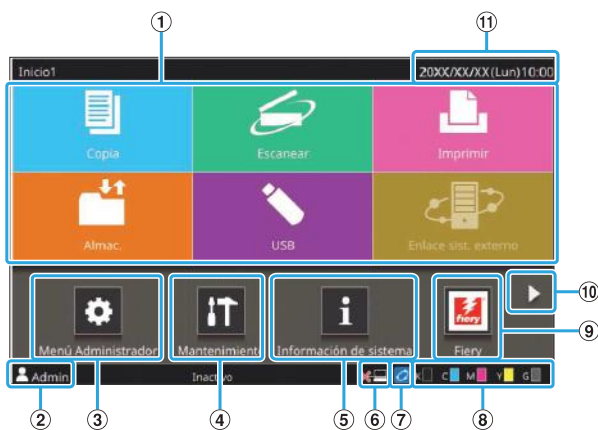 ① ⑪
Inicio1 20XX/XX/XX(Lun)10:00
Copia Escanear Imprimir
Almac. USB Enlace sist. externo
fiery
⑩
⑨
Menú Administrador Mantenimiento Información de sistema Fiery
Admin Inactivo K C M Y G
② ③ ④ ⑤ ⑥ ⑦ ⑧